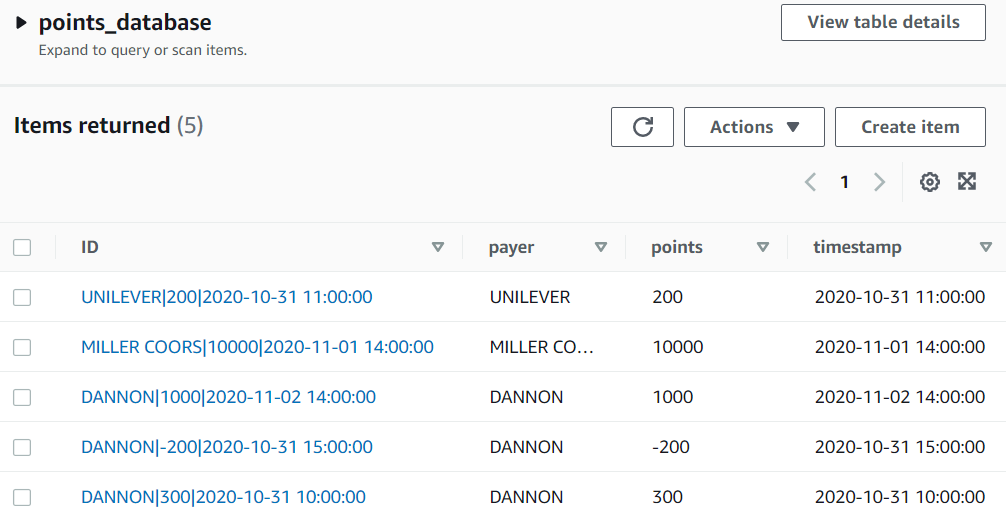 points_database
View table details
Expand to query or scan items.
Items returned (5)
Actions
Create item
1
ID payer points timestamp
UNILEVER|200|2020-10-31 11:00:00 UNILEVER 200 2020-10-31 11:00:00
MILLER COORS|10000|2020-11-01 14:00:00 MILLER CO... 10000 2020-11-01 14:00:00
DANNON|1000|2020-11-02 14:00:00 DANNON 1000 2020-11-02 14:00:00
DANNON|-200|2020-10-31 15:00:00 DANNON -200 2020-10-31 15:00:00
DANNON|300|2020-10-31 10:00:00 DANNON 300 2020-10-31 10:00:00